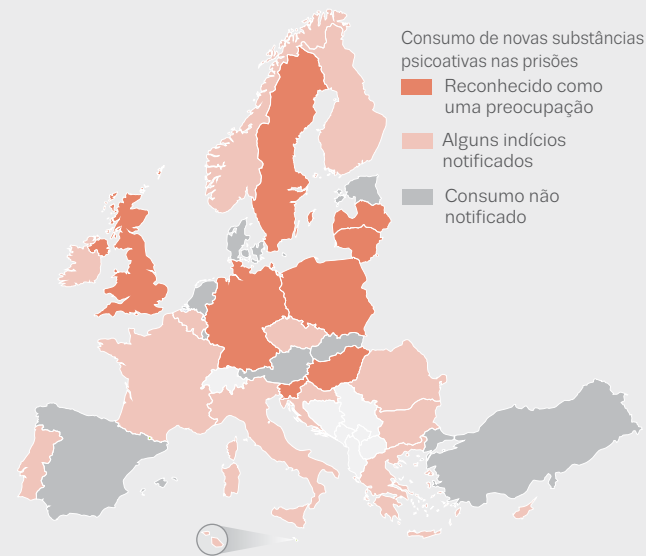 Consumo de novas substâncias
psicoativas nas prisões
Reconhecido como
uma preocupação
Alguns indícios
notificados
Consumo não
notificado